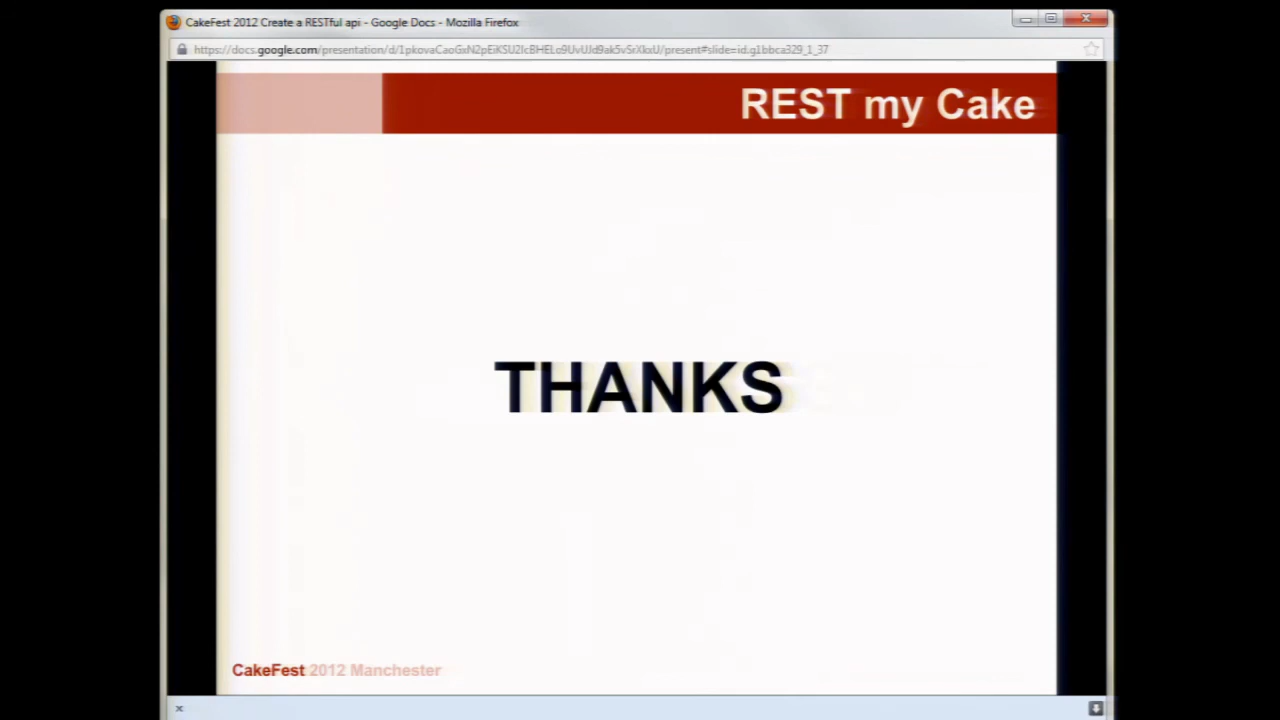 CakeFest 2012 Create a RESTful api - Google Docs - Mozilla Firefox
REST my Cake
THANKS
CakeFest 2012 Manchester